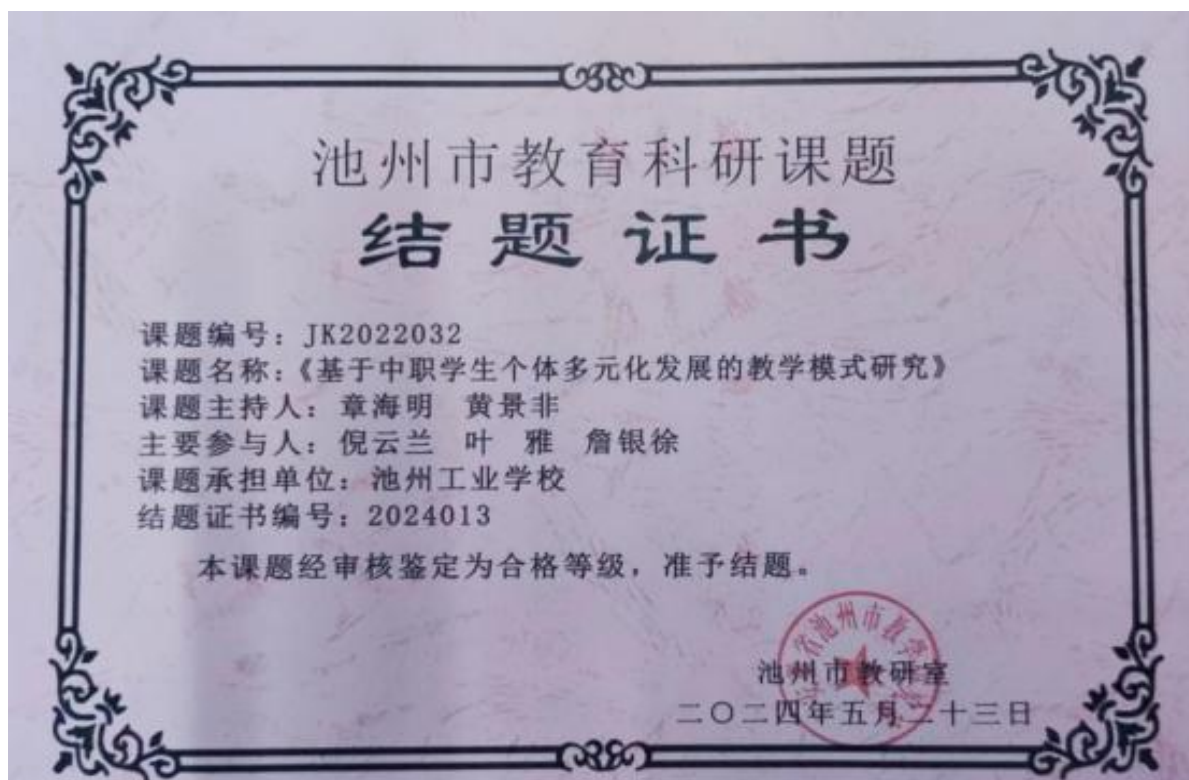 池州市教育科研课题
结题证书
课题编号：JK2022032
课题名称：《基于中职学生个体多元化发展的教学模式研究》
课题主持人：章海明 黄景非
主要参与人：倪云兰 叶 雅 詹银徐
课题承担单位：池州工业学校
结题证书编号：2024013
本课题经审核鉴定为合格等级，准予结题。
池州市教研室
二〇二四年五月二十三日